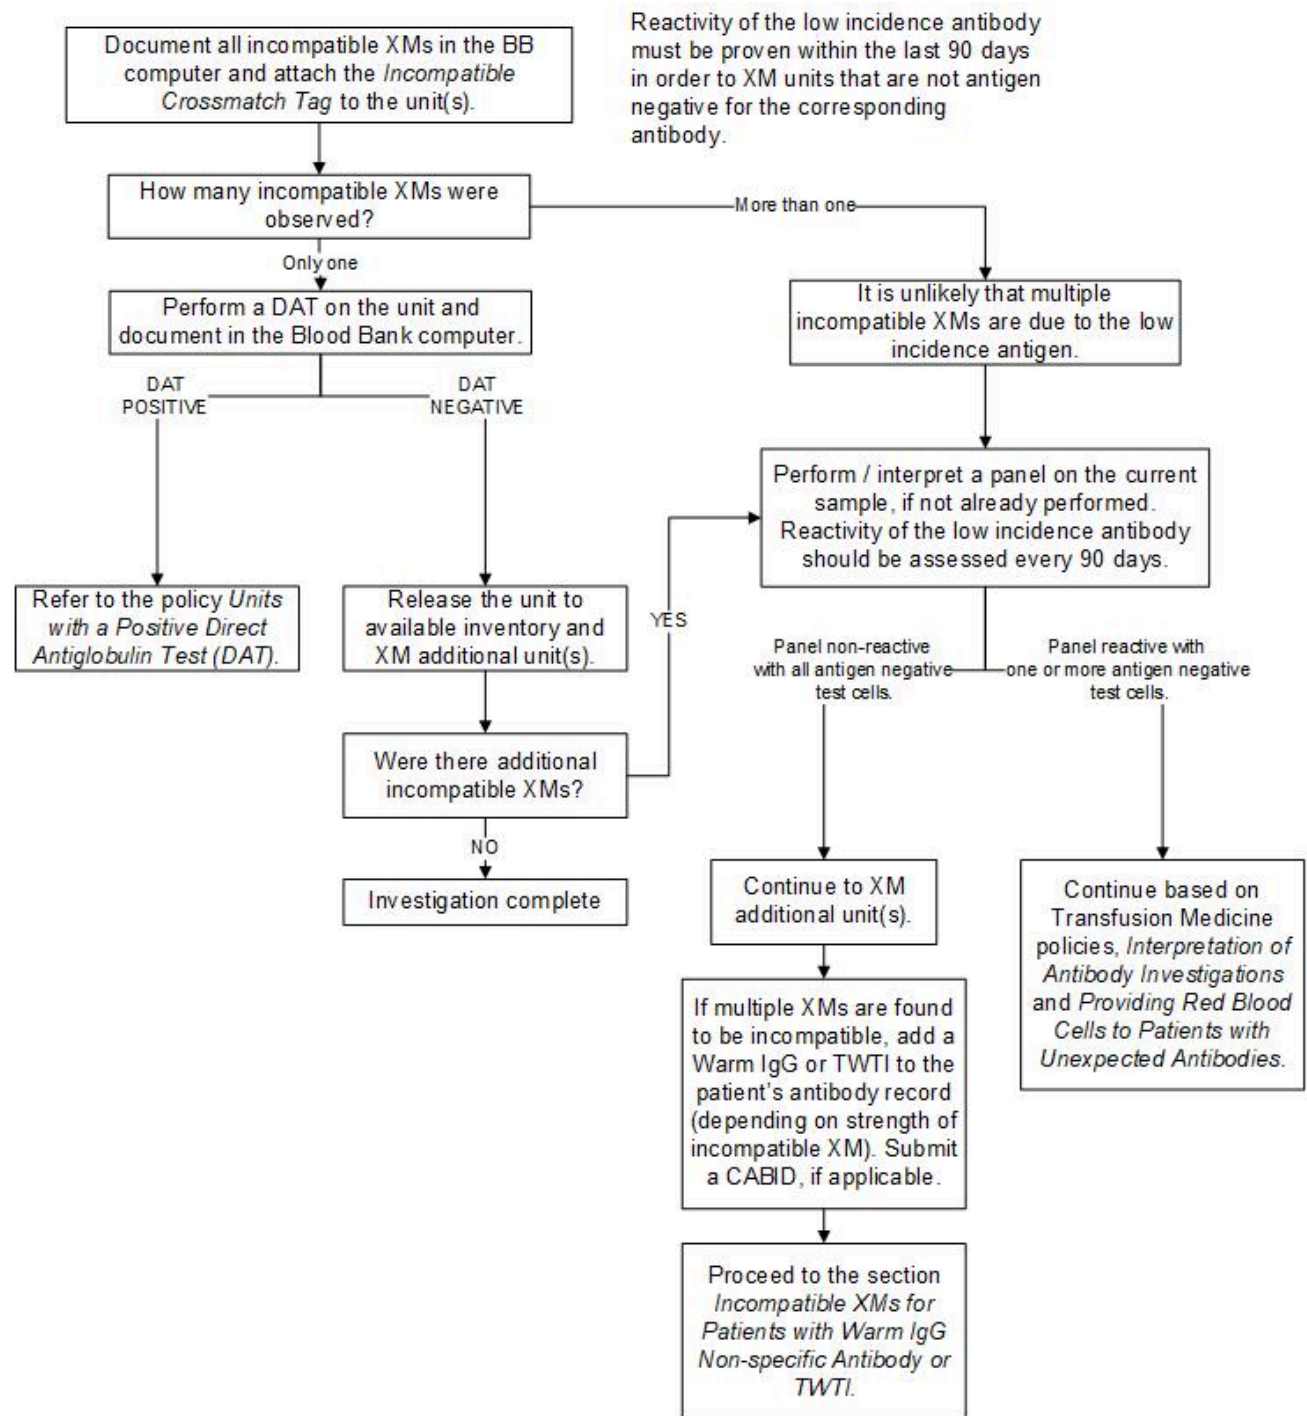 Reactivity of the low incidence antibody
must be proven within the last 90 days
in order to XM units that are not antigen
negative for the corresponding
antibody.
Document all incompatible XMs in the BB
computer and attach the Incompatible
Crossmatch Tag to the unit(s).
How many incompatible XMs were
observed?
More than one
Only one
Perform a DAT on the unit and
document in the Blood Bank computer.
It is unlikely that multiple
incompatible XMs are due to the low
incidence antigen.
DAT
POSITIVE
DAT
NEGATIVE
Perform / interpret a panel on the current
sample, if not already performed.
Reactivity of the low incidence antibody
should be assessed every 90 days.
Refer to the policy Units
with a Positive Direct
Antiglobulin Test (DAT).
Release the unit to
available inventory and
XM additional unit(s).
YES
Panel non-reactive
with all antigen negative
test cells.
Panel reactive with
one or more antigen negative
test cells.
Were there additional
incompatible XMs?
NO
Investigation complete
Continue to XM
additional unit(s).
Continue based on
Transfusion Medicine
policies, Interpretation of
Antibody Investigations
and Providing Red Blood
Cells to Patients with
Unexpected Antibodies.
If multiple XMs are found
to be incompatible, add a
Warm IgG or TWTI to the
patient's antibody record
(depending on strength of
incompatible XM). Submit
a CABID, if applicable.
Proceed to the section
Incompatible XMs for
Patients with Warm IgG
Non-specific Antibody or
TWTI.